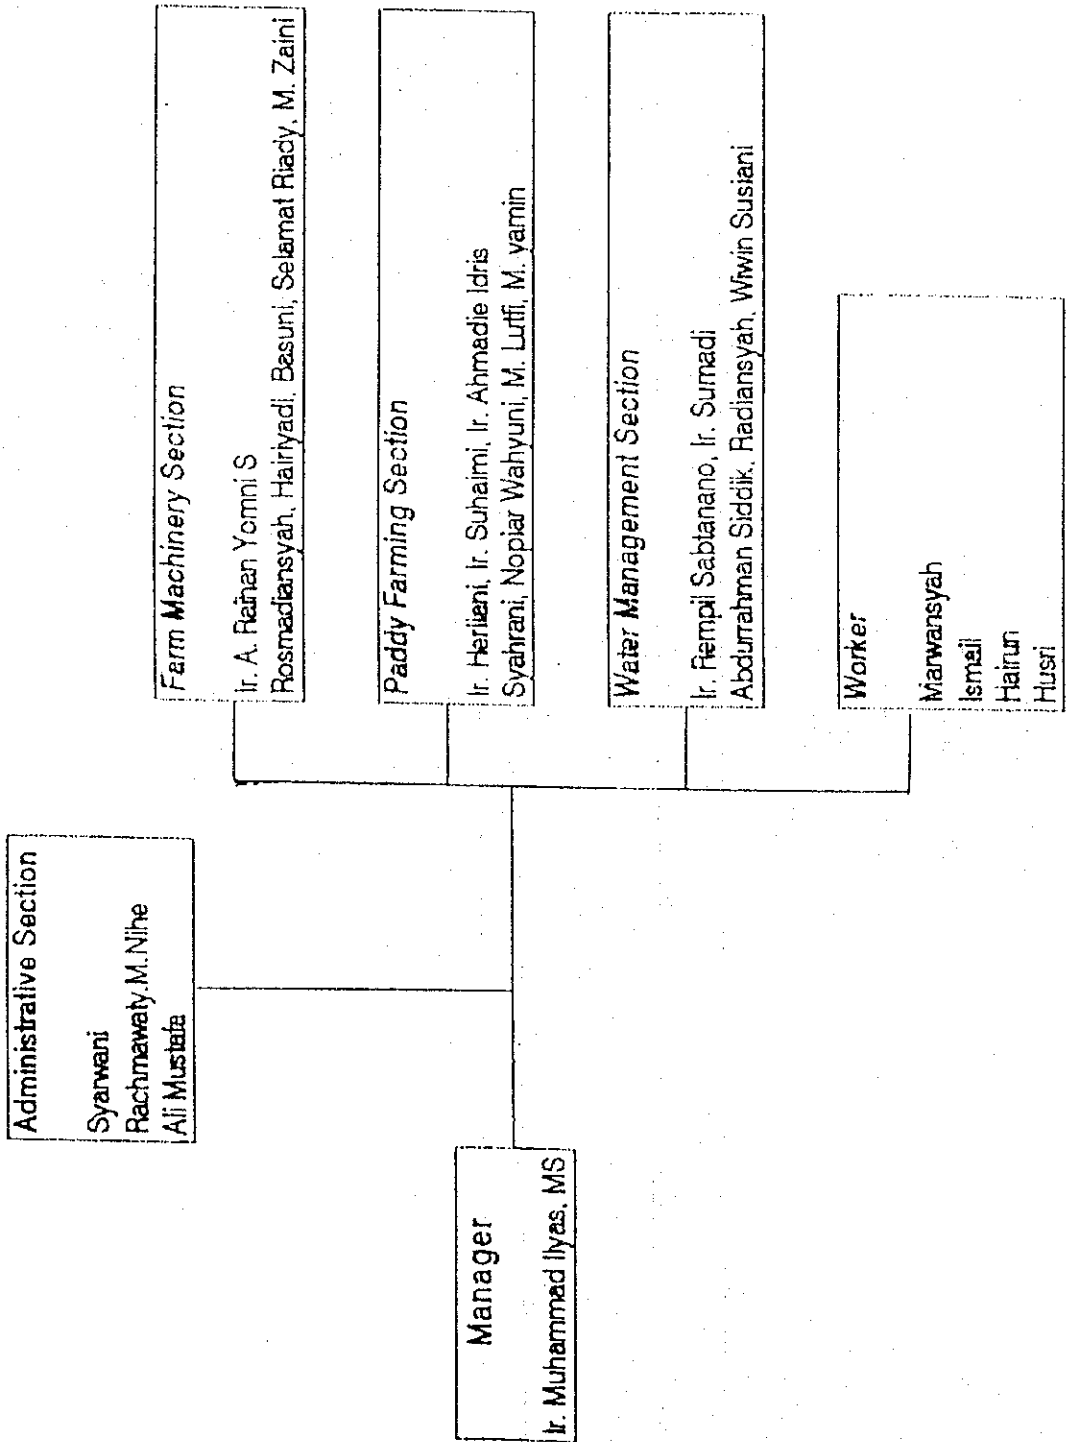 Manager
Ir. Muhammad Ilyas, MS
Administrative Section
Syarwani
Rachmawaty.M.Nihe
Ali Mustafa
Farm Machinery Section
Ir. A. Raihan Yomni S
Rosmadiansyah, Hairiyadi, Basuni, Selamat Riady, M. Zaini
Paddy Farming Section
Ir. Herliani, Ir. Suhaimi, Ir. Ahmadie Idris
Syahrani, Nopiar Wahyuni, M. Lutfi, M. yamin
Water Management Section
Ir. Rempil Sabtanano, Ir. Sumadi
Abdurrahman Siddik, Radiansyah, Wiwin Susiani
Worker
Marwansyah
Ismail
Hairun
Husri